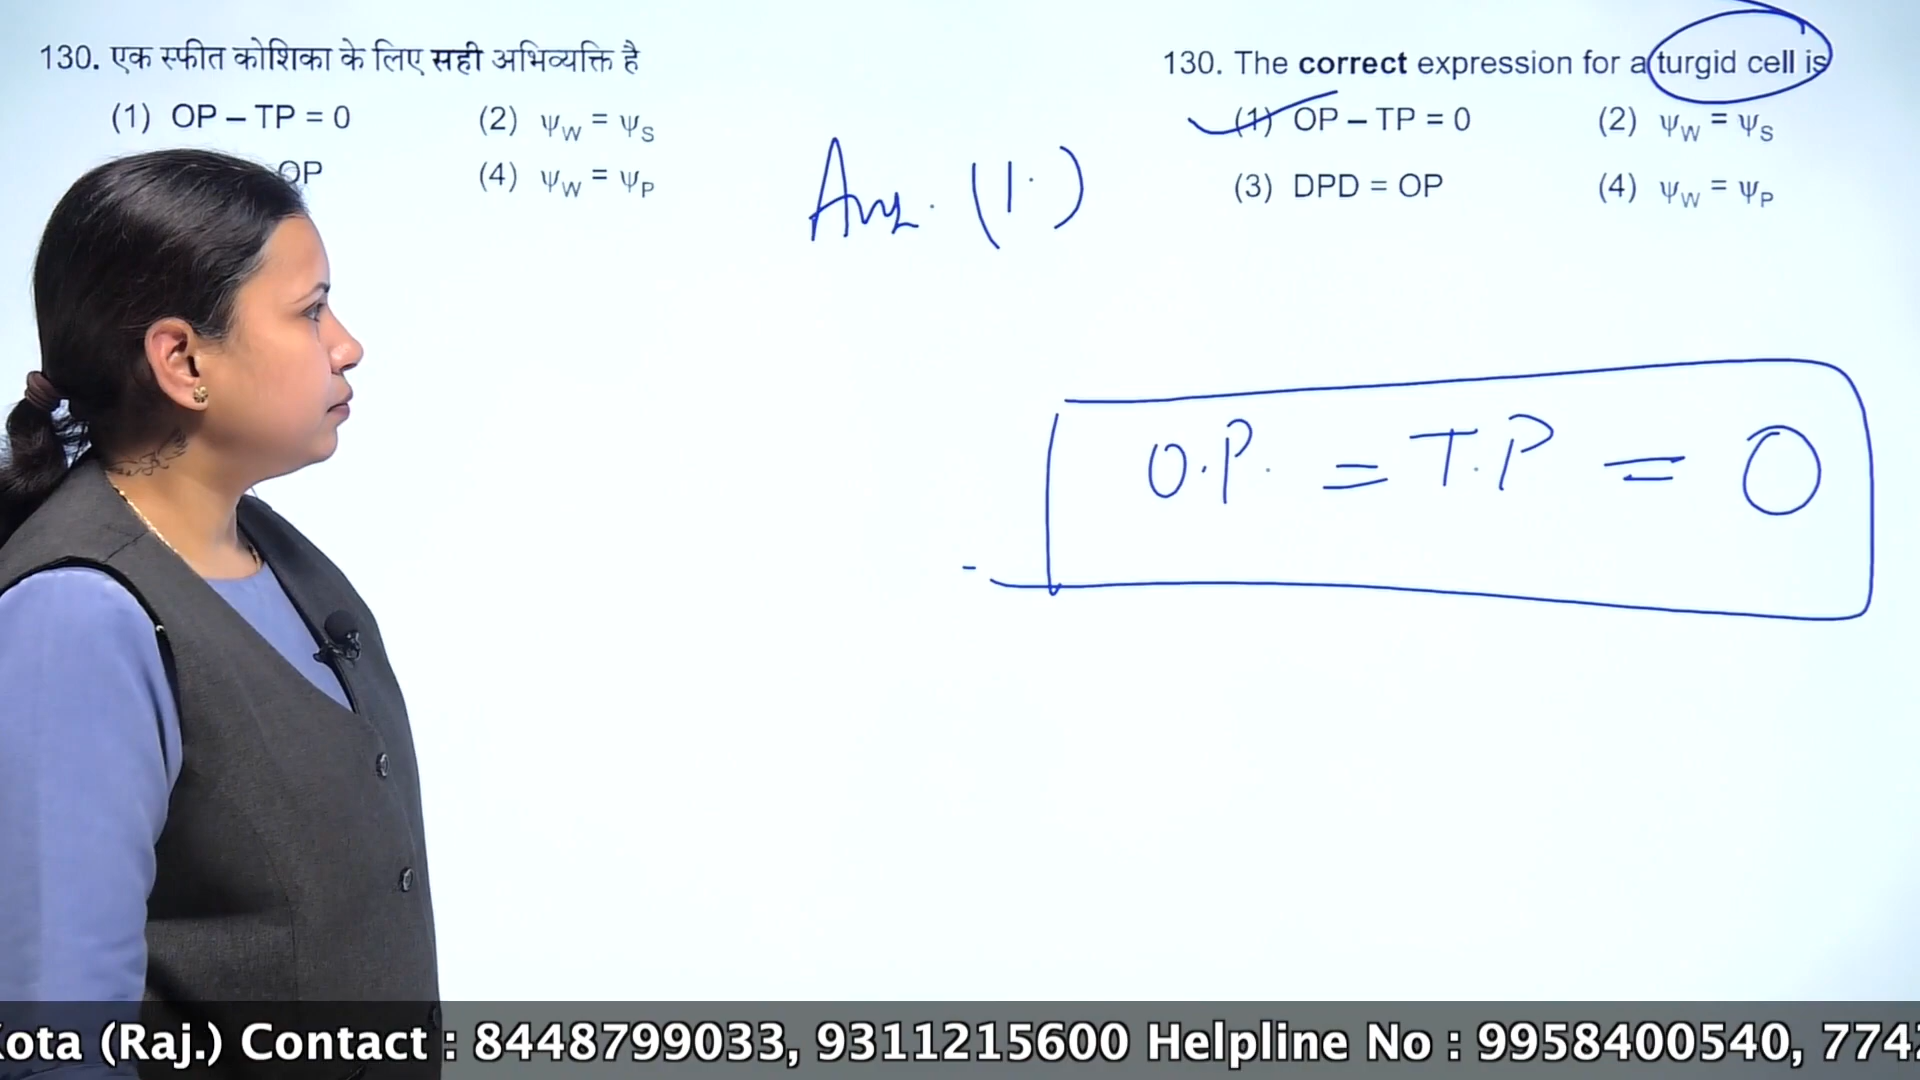 130. एक स्फीत कोशिका के लिए सही अभिव्यक्ति है
(1) OP – TP = 0 (2) ψW = ψS
OP (4) ψW = ψP
130. The correct expression for a turgid cell is
(1) OP – TP = 0 (2) ψW = ψS
(3) DPD = OP (4) ψW = ψP
Ans. (1.)
O.P. = T.P = 0
Kota (Raj.) Contact : 8448799033, 9311215600 Helpline No : 9958400540, 774